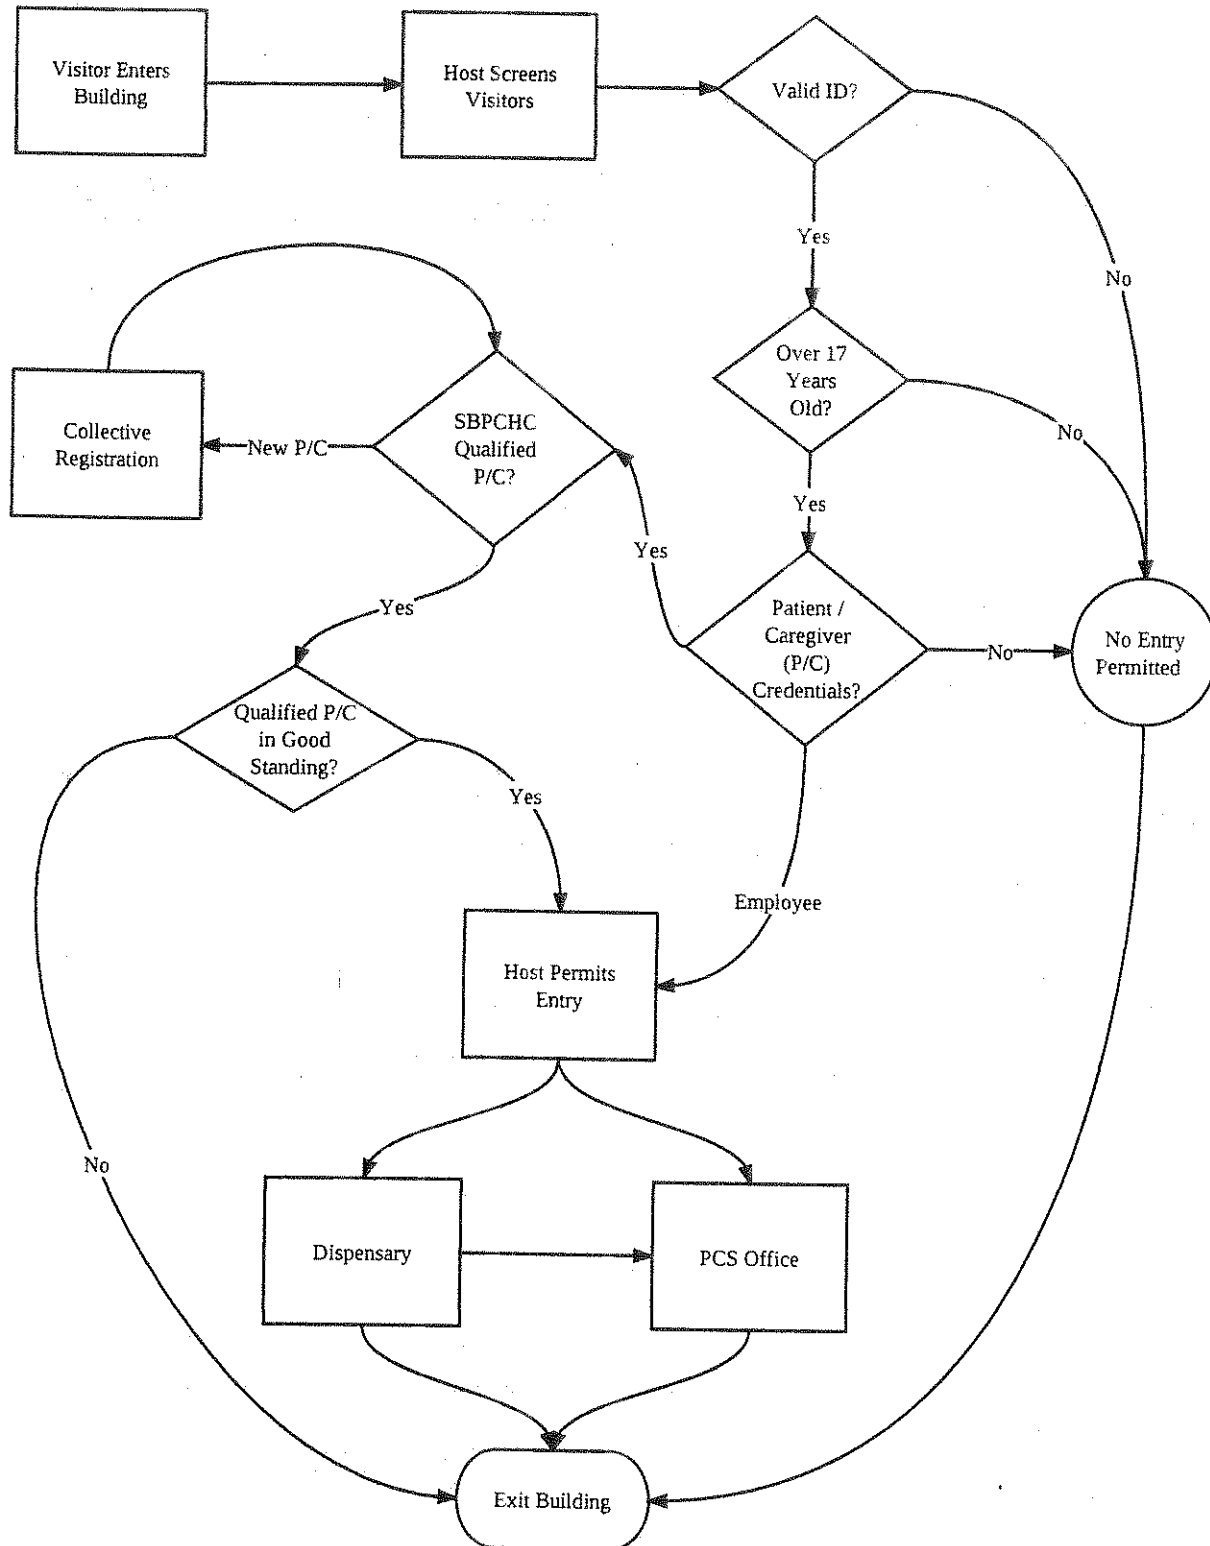 Visitor Enters
Building
Host Screens
Visitors
Valid ID?
Yes
No
Over 17
Years
Old?
No
Yes
SBPCHC
Qualified
P/C?
New P/C
Collective
Registration
Yes
Yes
Patient /
Caregiver
(P/C)
Credentials?
No
No Entry
Permitted
Qualified P/C
in Good
Standing?
Yes
Employee
Host Permits
Entry
No
Dispensary
PCS Office
Exit Building